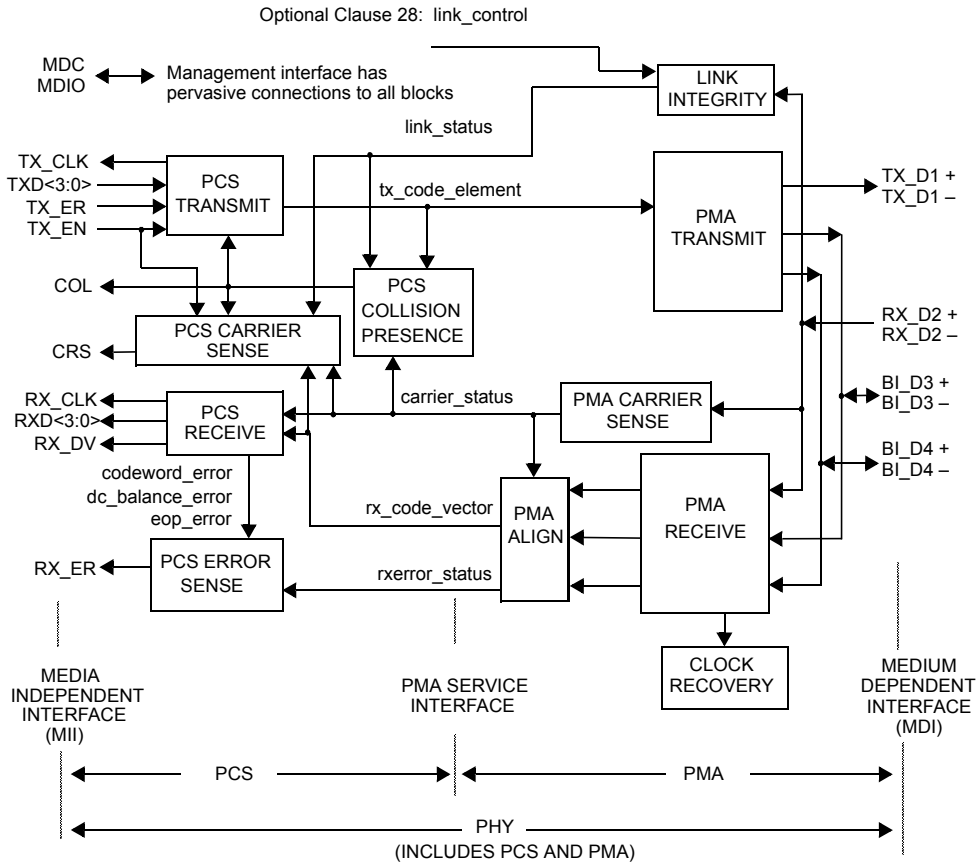 Optional Clause 28: link_control
MDC
MDIO
Management interface has
pervasive connections to all blocks
LINK
INTEGRITY
link_status
TX_CLK
TXD<3:0>
TX_ER
TX_EN
PCS
TRANSMIT
tx_code_element
PMA
TRANSMIT
TX_D1 +
TX_D1 –
COL
PCS
COLLISION
PRESENCE
PCS CARRIER
SENSE
CRS
RX_D2 +
RX_D2 –
RX_CLK
RXD<3:0>
RX_DV
PCS
RECEIVE
carrier_status
PMA CARRIER
SENSE
BI_D3 +
BI_D3 –
BI_D4 +
BI_D4 –
codeword_error
dc_balance_error
eop_error
rx_code_vector
PMA
ALIGN
PMA
RECEIVE
RX_ER
PCS ERROR
SENSE
rxerror_status
CLOCK
RECOVERY
MEDIA
INDEPENDENT
INTERFACE
(MII)
PMA SERVICE
INTERFACE
MEDIUM
DEPENDENT
INTERFACE
(MDI)
PCS
PMA
PHY
(INCLUDES PCS AND PMA)